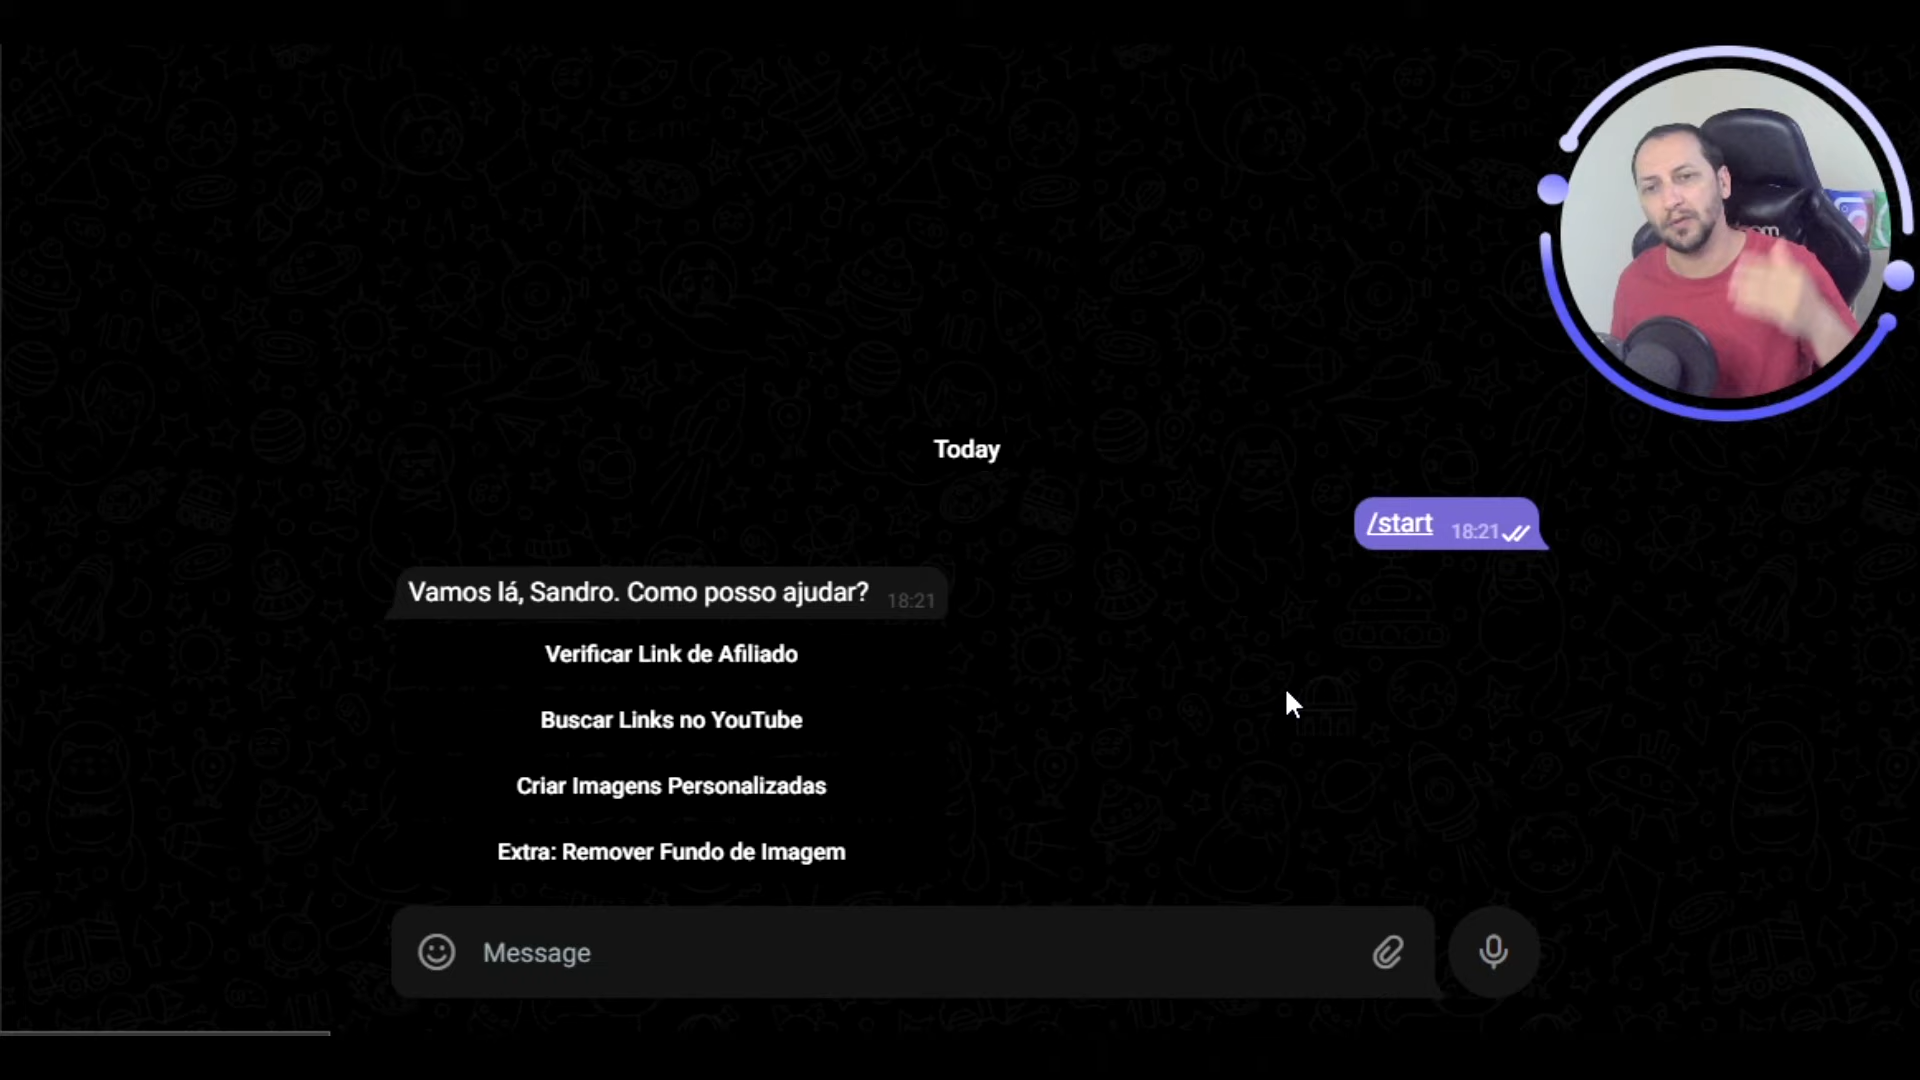 Today
/start 18:21
Vamos lá, Sandro. Como posso ajudar? 18:21
Verificar Link de Afiliado
Buscar Links no YouTube
Criar Imagens Personalizadas
Extra: Remover Fundo de Imagem
Message